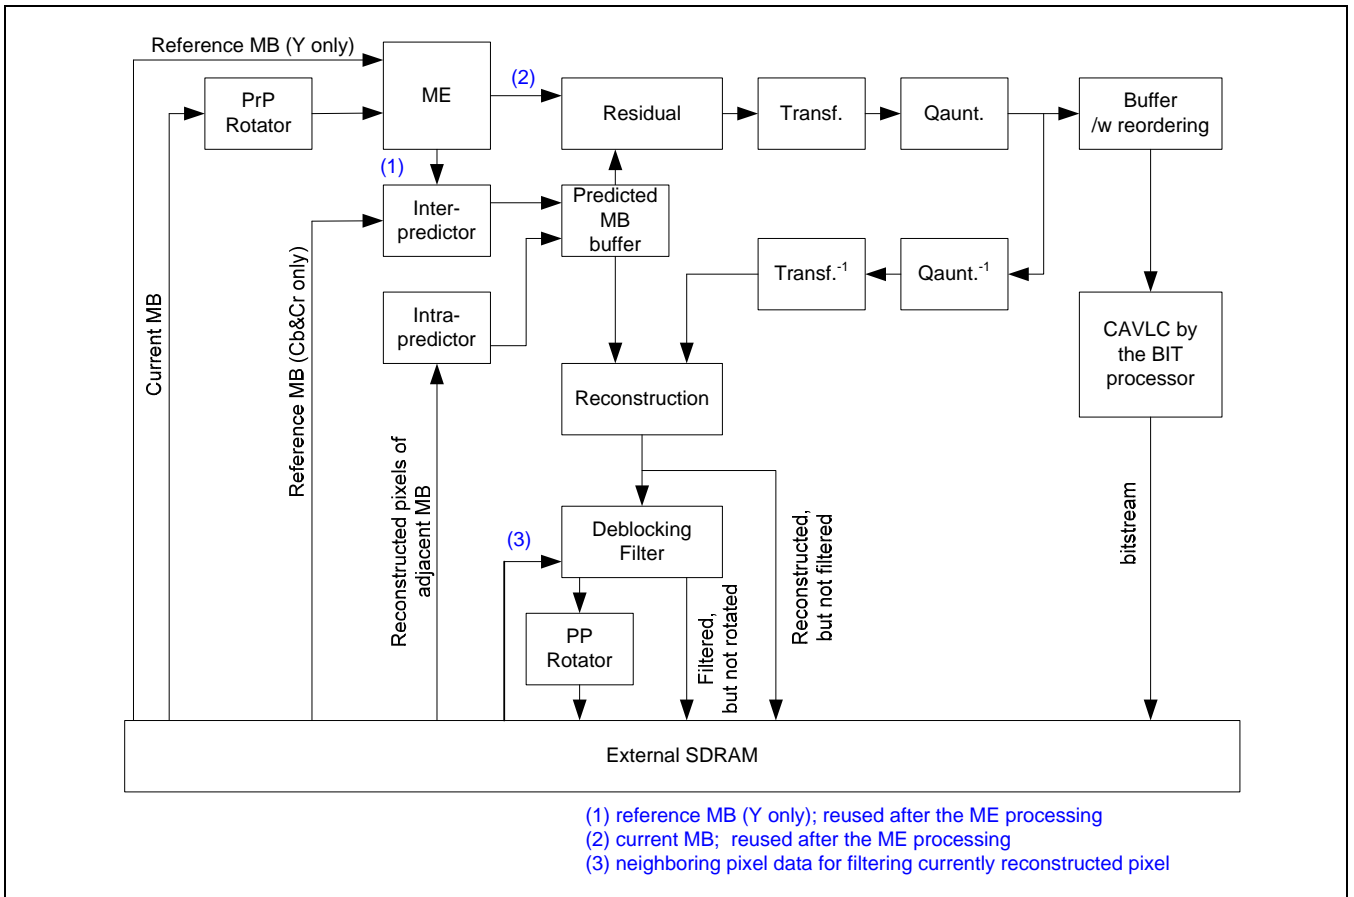 Reference MB (Y only)
ME
(2)
PrP
Rotator
Residual
Transf.
Qaunt.
Buffer
/w reordering
(1)
Inter-
predictor
Predicted
MB
buffer
Transf.-1
Qaunt.-1
Current MB
Reference MB (Cb&Cr only)
Intra-
predictor
CAVLC by
the BIT
processor
Reconstruction
Reconstructed pixels of
adjacent MB
(3)
Deblocking
Filter
Reconstructed,
but not filtered
bitstream
PP
Rotator
Filtered,
but not rotated
External SDRAM
(1) reference MB (Y only); reused after the ME processing
(2) current MB; reused after the ME processing
(3) neighboring pixel data for filtering currently reconstructed pixel